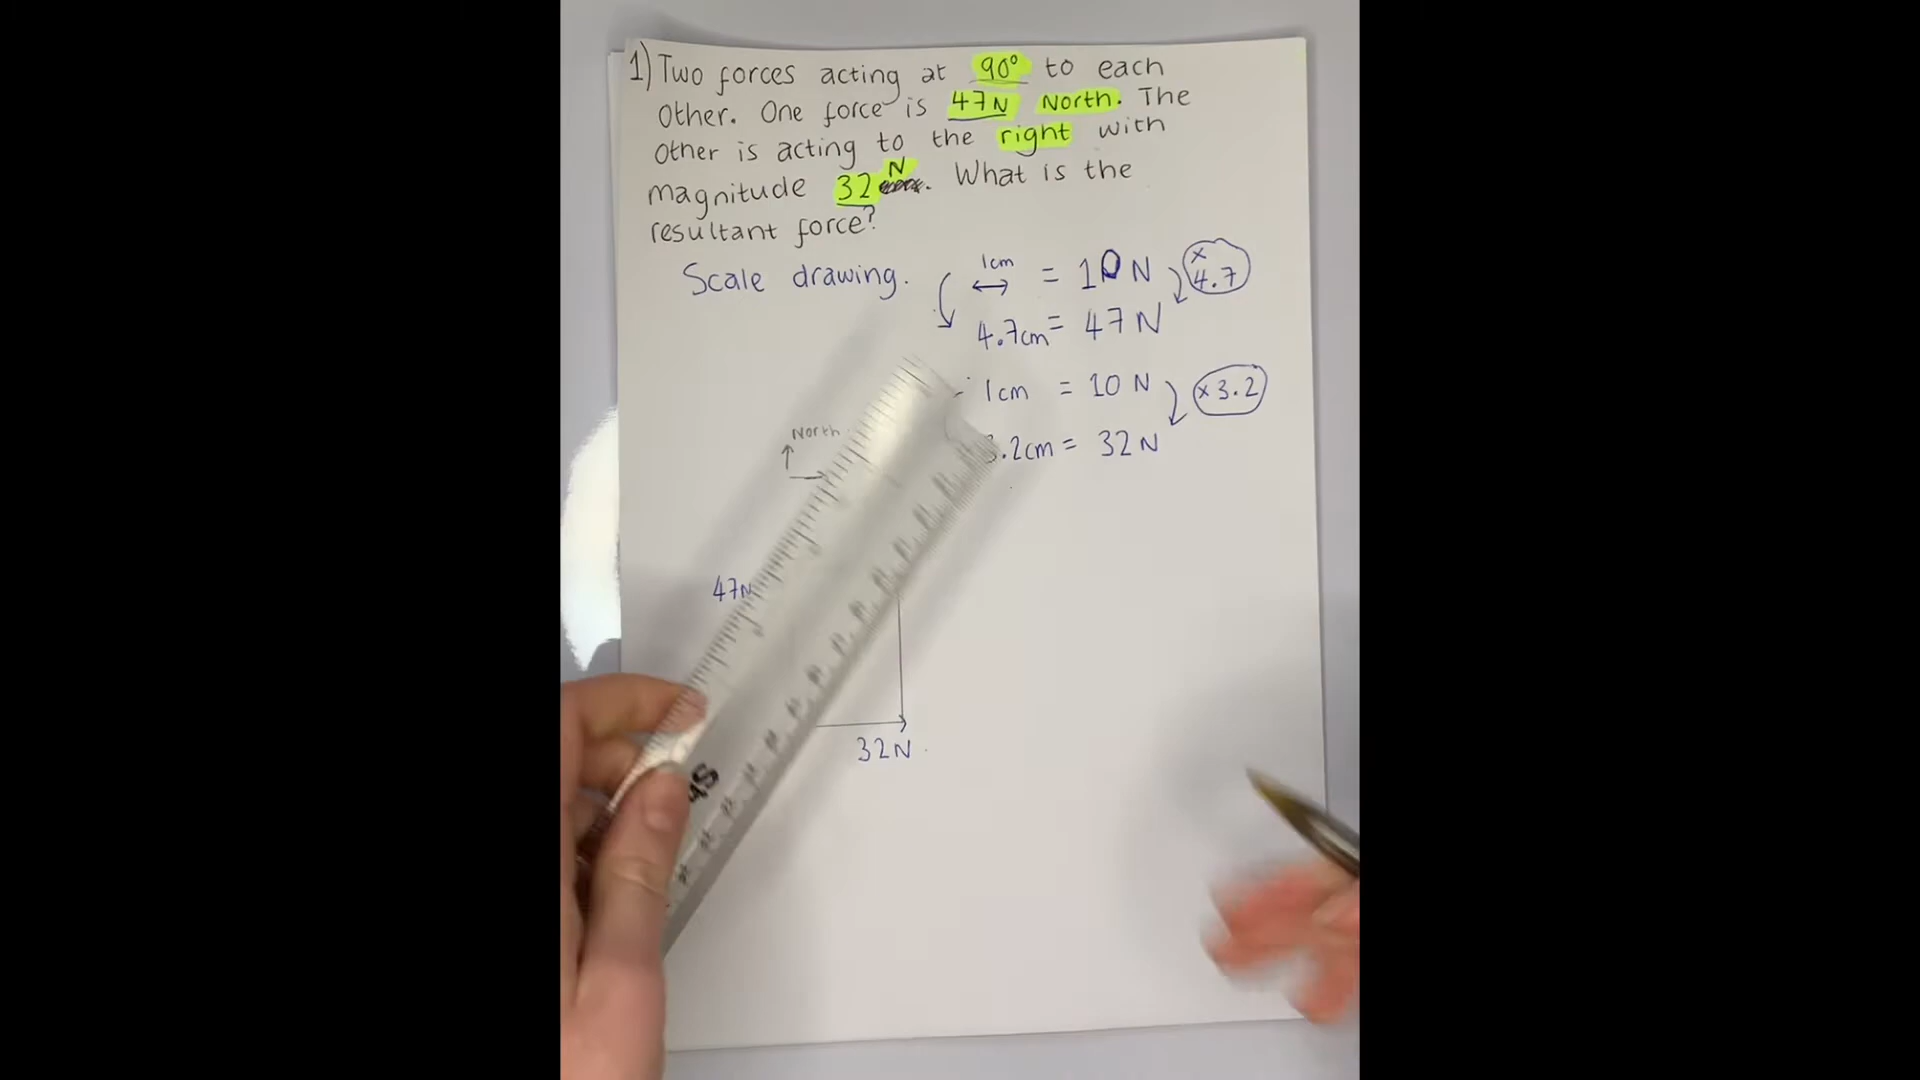 1) Two forces acting at 90° to each
other. One force is 47N North. The
other is acting to the right with
magnitude 32 N. What is the
resultant force?
Scale drawing.
1cm = 10 N
x 4.7
4.7cm = 47 N
1cm = 10 N
x 3.2
3.2cm = 32 N
North
47N
32N